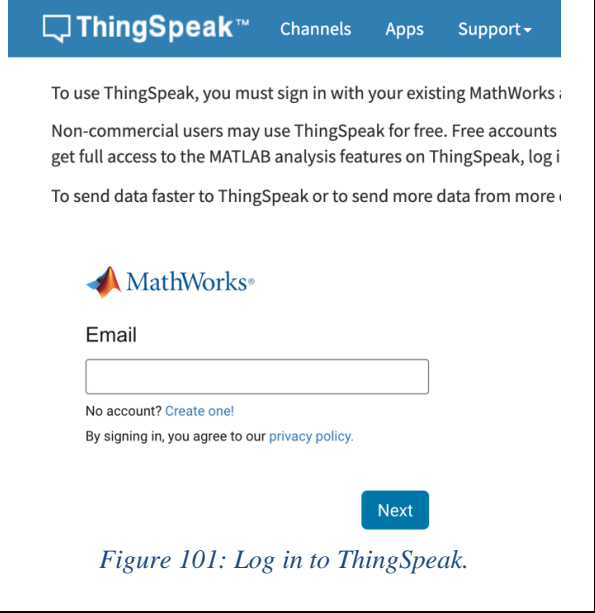 ThingSpeak™ Channels Apps Support
To use ThingSpeak, you must sign in with your existing MathWorks
Non-commercial users may use ThingSpeak for free. Free accounts
get full access to the MATLAB analysis features on ThingSpeak, log i
To send data faster to ThingSpeak or to send more data from more
MathWorks®
Email
No account? Create one!
By signing in, you agree to our privacy policy.
Next
Figure 101: Log in to ThingSpeak.